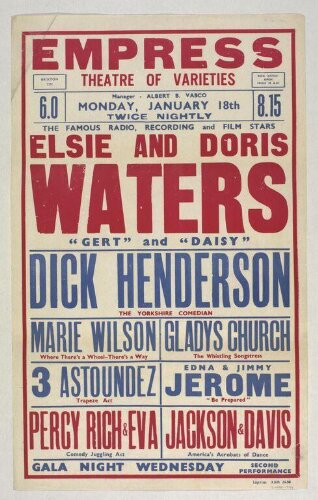 EMPRESS
THEATRE OF VARIETIES
Manager · ALBERT B. VASCO
6.0 MONDAY, JANUARY 18th 8.15
TWICE NIGHTLY
THE FAMOUS RADIO, RECORDING and FILM STARS
ELSIE AND DORIS
WATERS
"GERT" and "DAISY"
DICK HENDERSON
THE YORKSHIRE COMEDIAN
MARIE WILSON
Where There's a Wheel-There's a Way
GLADYS CHURCH
The Whistling Songstress
3 ASTOUNDEZ
Trapeze Act
EDNA & JIMMY
JEROME
"Be Prepared"
PERCY RICH & EVA
Comedy Juggling Act
JACKSON & DAVIS
America's Acrobats of Dance
GALA NIGHT WEDNESDAY SECOND
PERFORMANCE